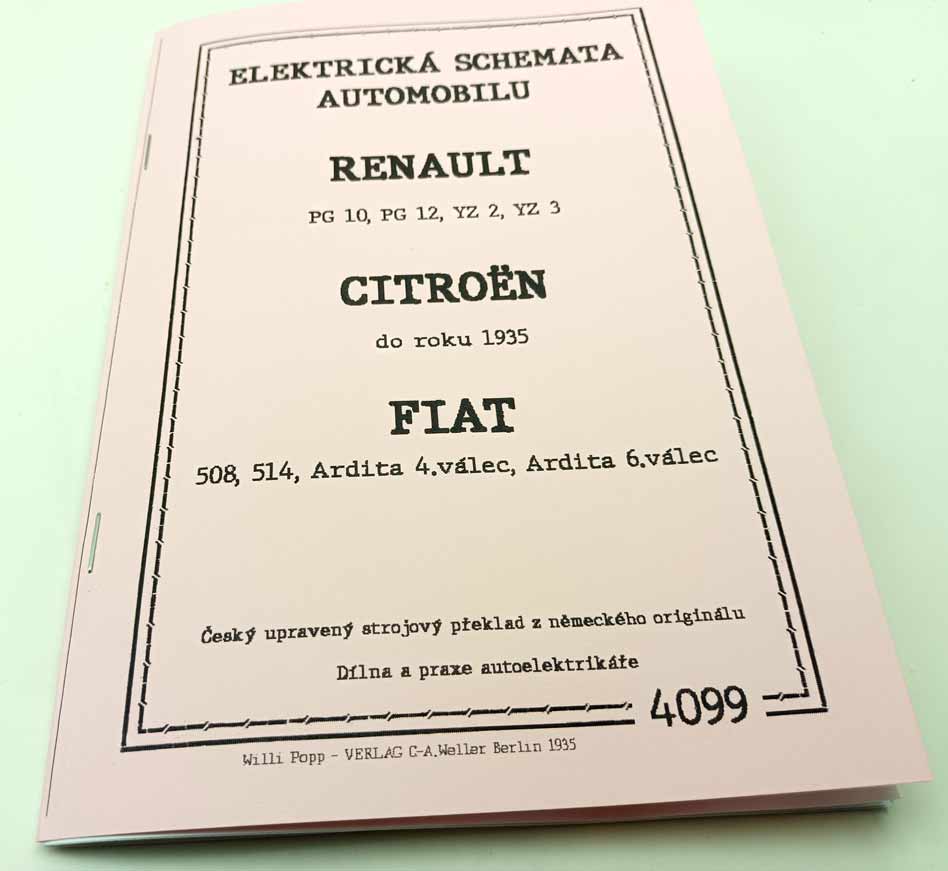 ELEKTRICKÁ SCHEMATA
AUTOMOBILU
RENAULT
PG 10, PG 12, YZ 2, YZ 3
CITROËN
do roku 1935
FIAT
508, 514, Ardita 4.válec, Ardita 6.válec
Český upravený strojový překlad z německého originálu
Dílna a praxe autoelektrikáře
4099
Willi Popp - VERLAG C-A.Weller Berlin 1935